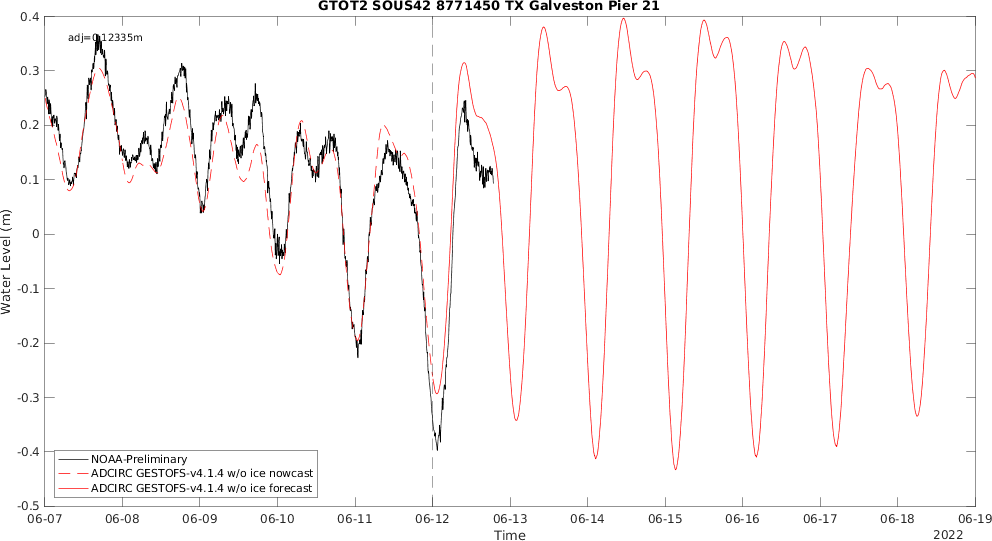 GTOT2 SOUS42 8771450 TX Galveston Pier 21
adj=0.12335m
0.4
0.3
0.2
0.1
0
-0.1
-0.2
-0.3
-0.4
-0.5
Water Level (m)
NOAA-Preliminary
ADCIRC GESTOFS-v4.1.4 w/o ice nowcast
ADCIRC GESTOFS-v4.1.4 w/o ice forecast
06-07 06-08 06-09 06-10 06-11 06-12 06-13 06-14 06-15 06-16 06-17 06-18 06-19
Time
2022